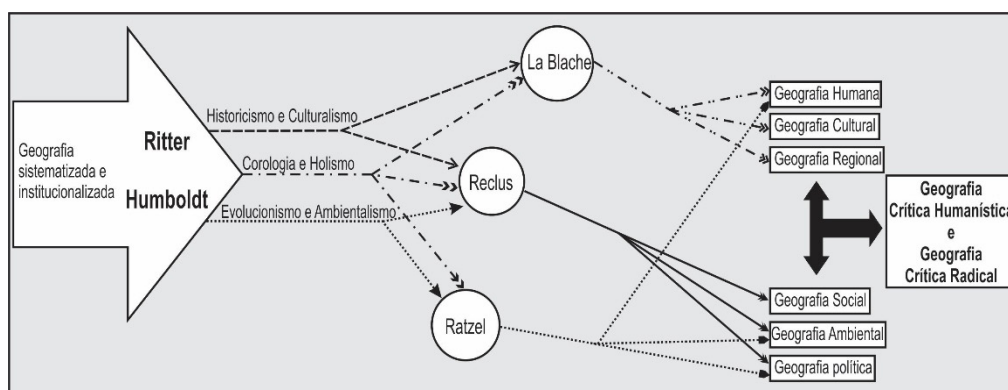 Geografia
sistematizada e
institucionalizada
Ritter
Humboldt
Historicismo e Culturalismo
Corologia e Holismo
Evolucionismo e Ambientalismo
La Blache
Reclus
Ratzel
Geografia Humana
Geografia Cultural
Geografia Regional
Geografia
Crítica Humanística
e
Geografia
Crítica Radical
Geografia Social
Geografia Ambiental
Geografia política